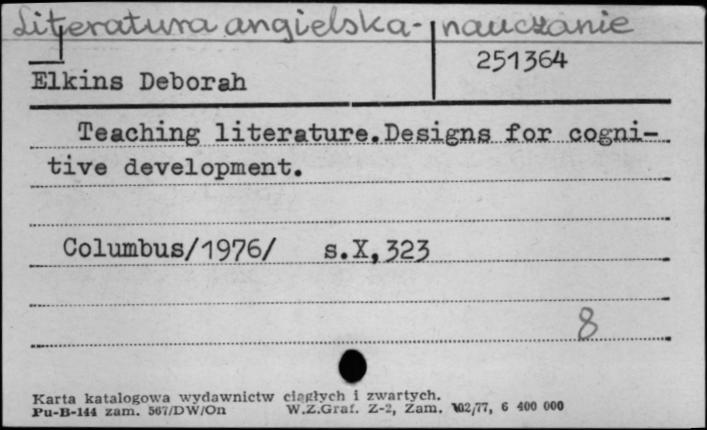 Literatura angielska - nauczanie
251364
Elkins Deborah
Teaching literature.Designs for cogni-
tive development.
Columbus/1976/ s.X,323
8
Karta katalogowa wydawnictw ciągłych i zwartych.
Pu-B-144 zam. 567/DW/On W.Z.Graf. Z-2, Zam. 102/77, 6 400 000